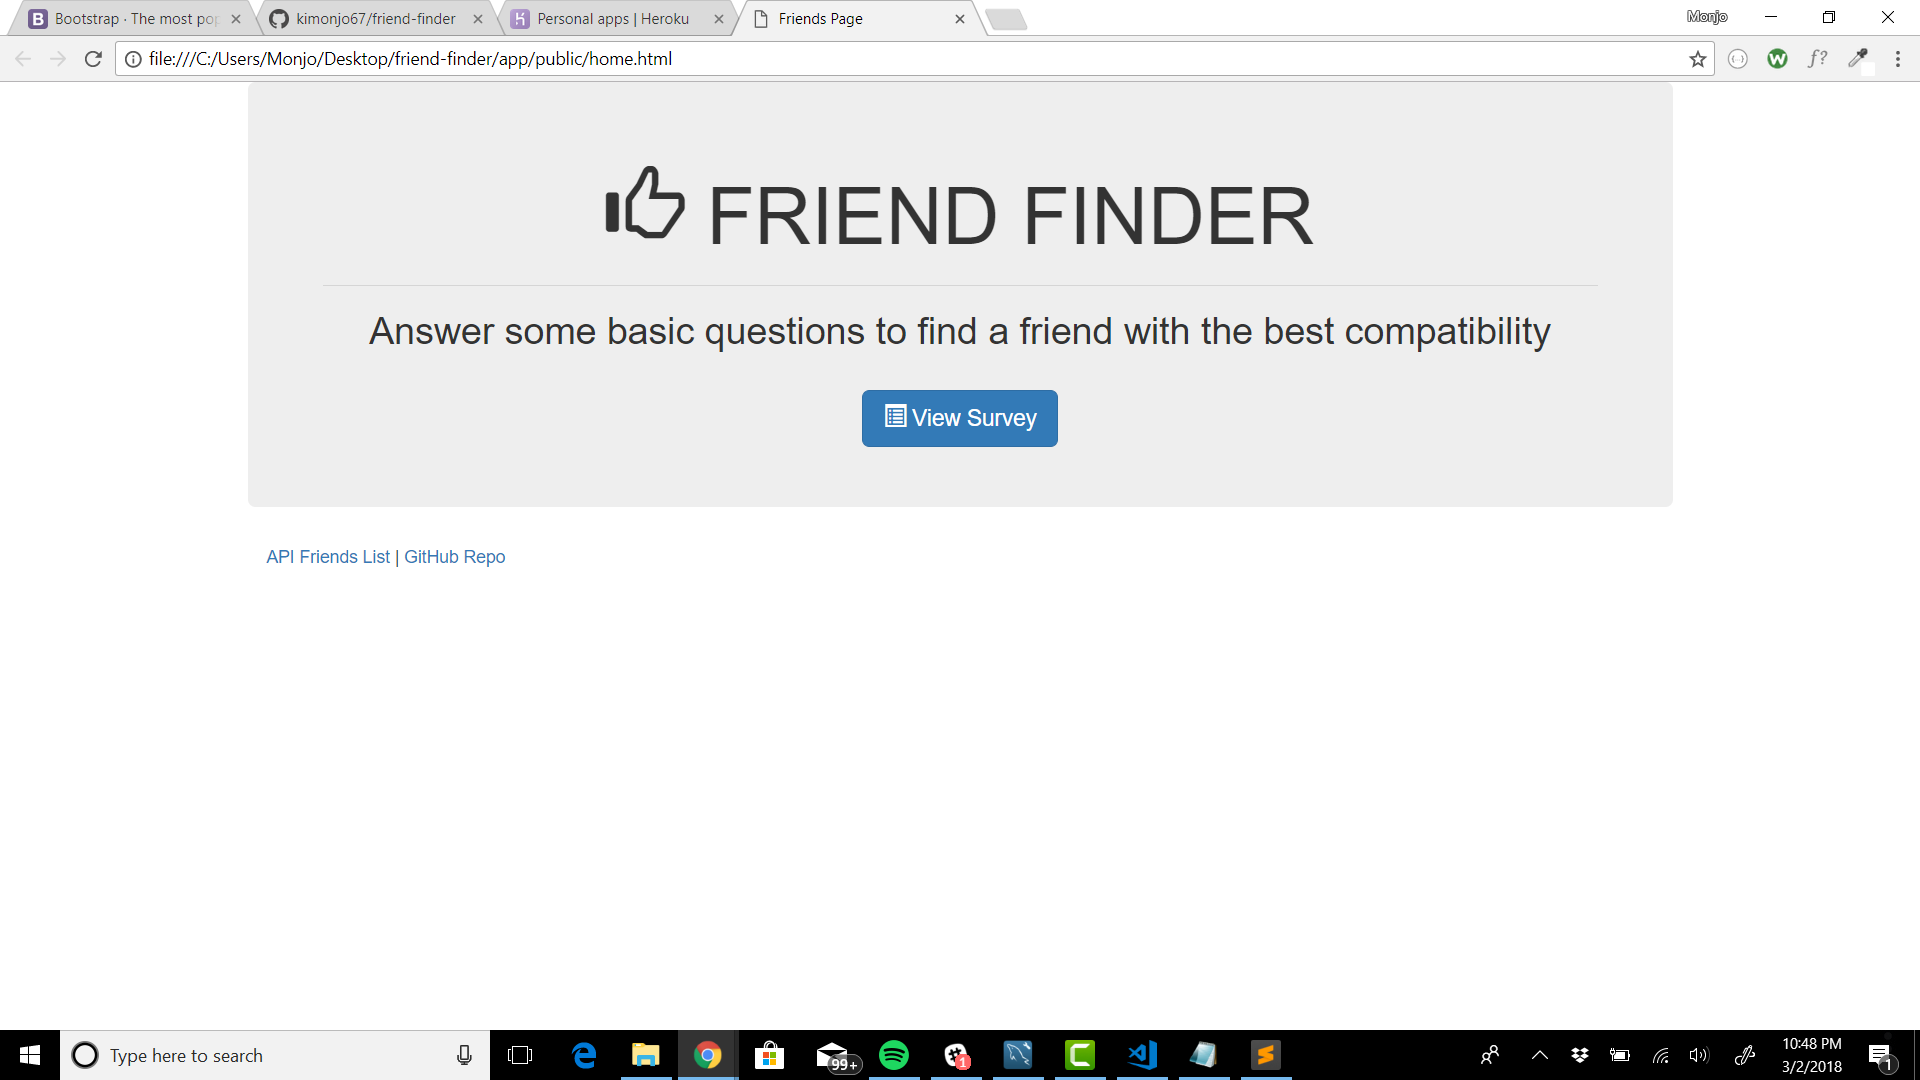 Bootstrap · The most pop
kimonjo67/friend-finder
Personal apps | Heroku
Friends Page
Monjo
file:///C:/Users/Monjo/Desktop/friend-finder/app/public/home.html
f?
FRIEND FINDER
Answer some basic questions to find a friend with the best compatibility
View Survey
API Friends List | GitHub Repo
Type here to search
99+
1
10:48 PM
3/2/2018
1